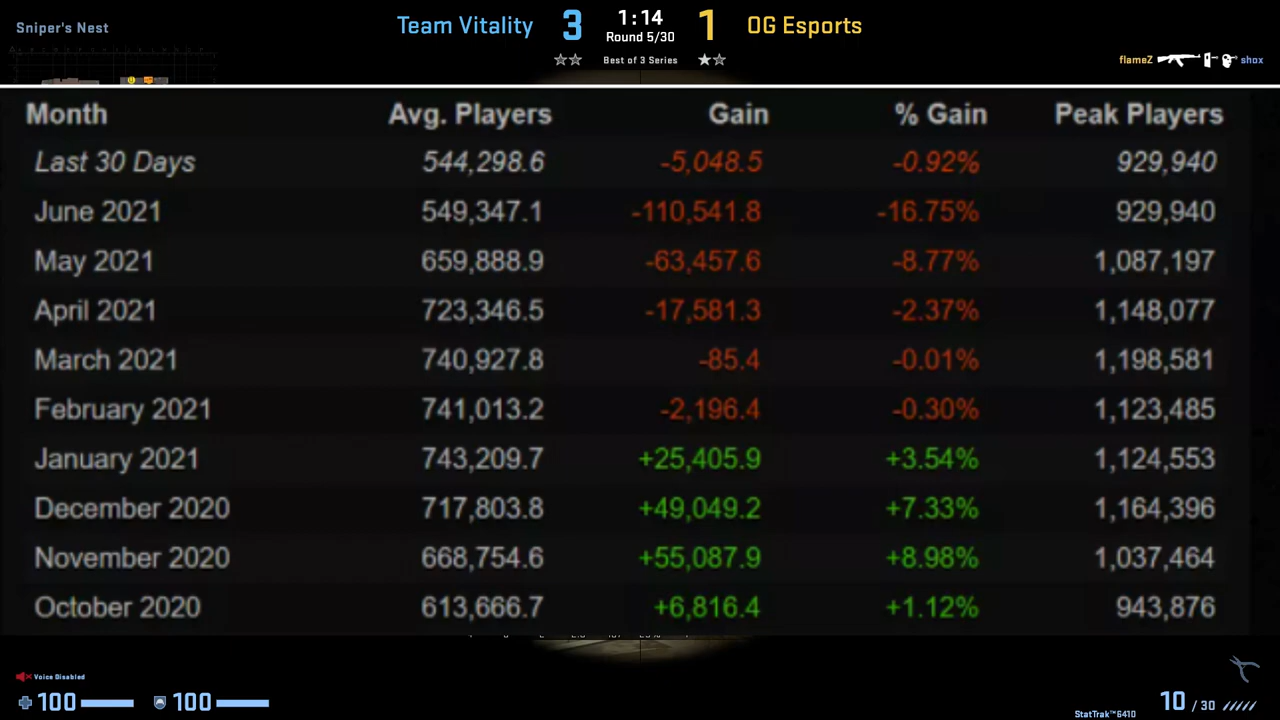 Sniper's Nest
Team Vitality 3 1:14 1 OG Esports
Round 5/30
Best of 3 Series
flameZ shox
Month Avg. Players Gain % Gain Peak Players
Last 30 Days 544,298.6 -5,048.5 -0.92% 929,940
June 2021 549,347.1 -110,541.8 -16.75% 929,940
May 2021 659,888.9 -63,457.6 -8.77% 1,087,197
April 2021 723,346.5 -17,581.3 -2.37% 1,148,077
March 2021 740,927.8 -85.4 -0.01% 1,198,581
February 2021 741,013.2 -2,196.4 -0.30% 1,123,485
January 2021 743,209.7 +25,405.9 +3.54% 1,124,553
December 2020 717,803.8 +49,049.2 +7.33% 1,164,396
November 2020 668,754.6 +55,087.9 +8.98% 1,037,464
October 2020 613,666.7 +6,816.4 +1.12% 943,876
Voice Disabled
100 100 10 / 30
StatTrak™6410